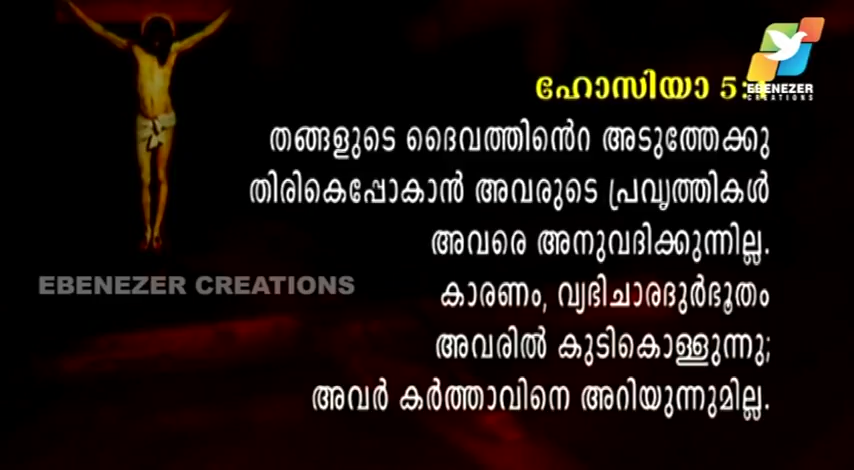 ഹോസിയാ 5:
EBENEZER
CREATIONS
തങ്ങളുടെ ദൈവത്തിൻെറ അടുത്തേക്കു
തിരികെപ്പോകാൻ അവരുടെ പ്രവൃത്തികൾ
അവരെ അനുവദിക്കുന്നില്ല.
EBENEZER CREATIONS
കാരണം, വ്യഭിചാരദുർഭൂതം
അവരിൽ കുടികൊള്ളുന്നു;
അവർ കർത്താവിനെ അറിയുന്നുമില്ല.